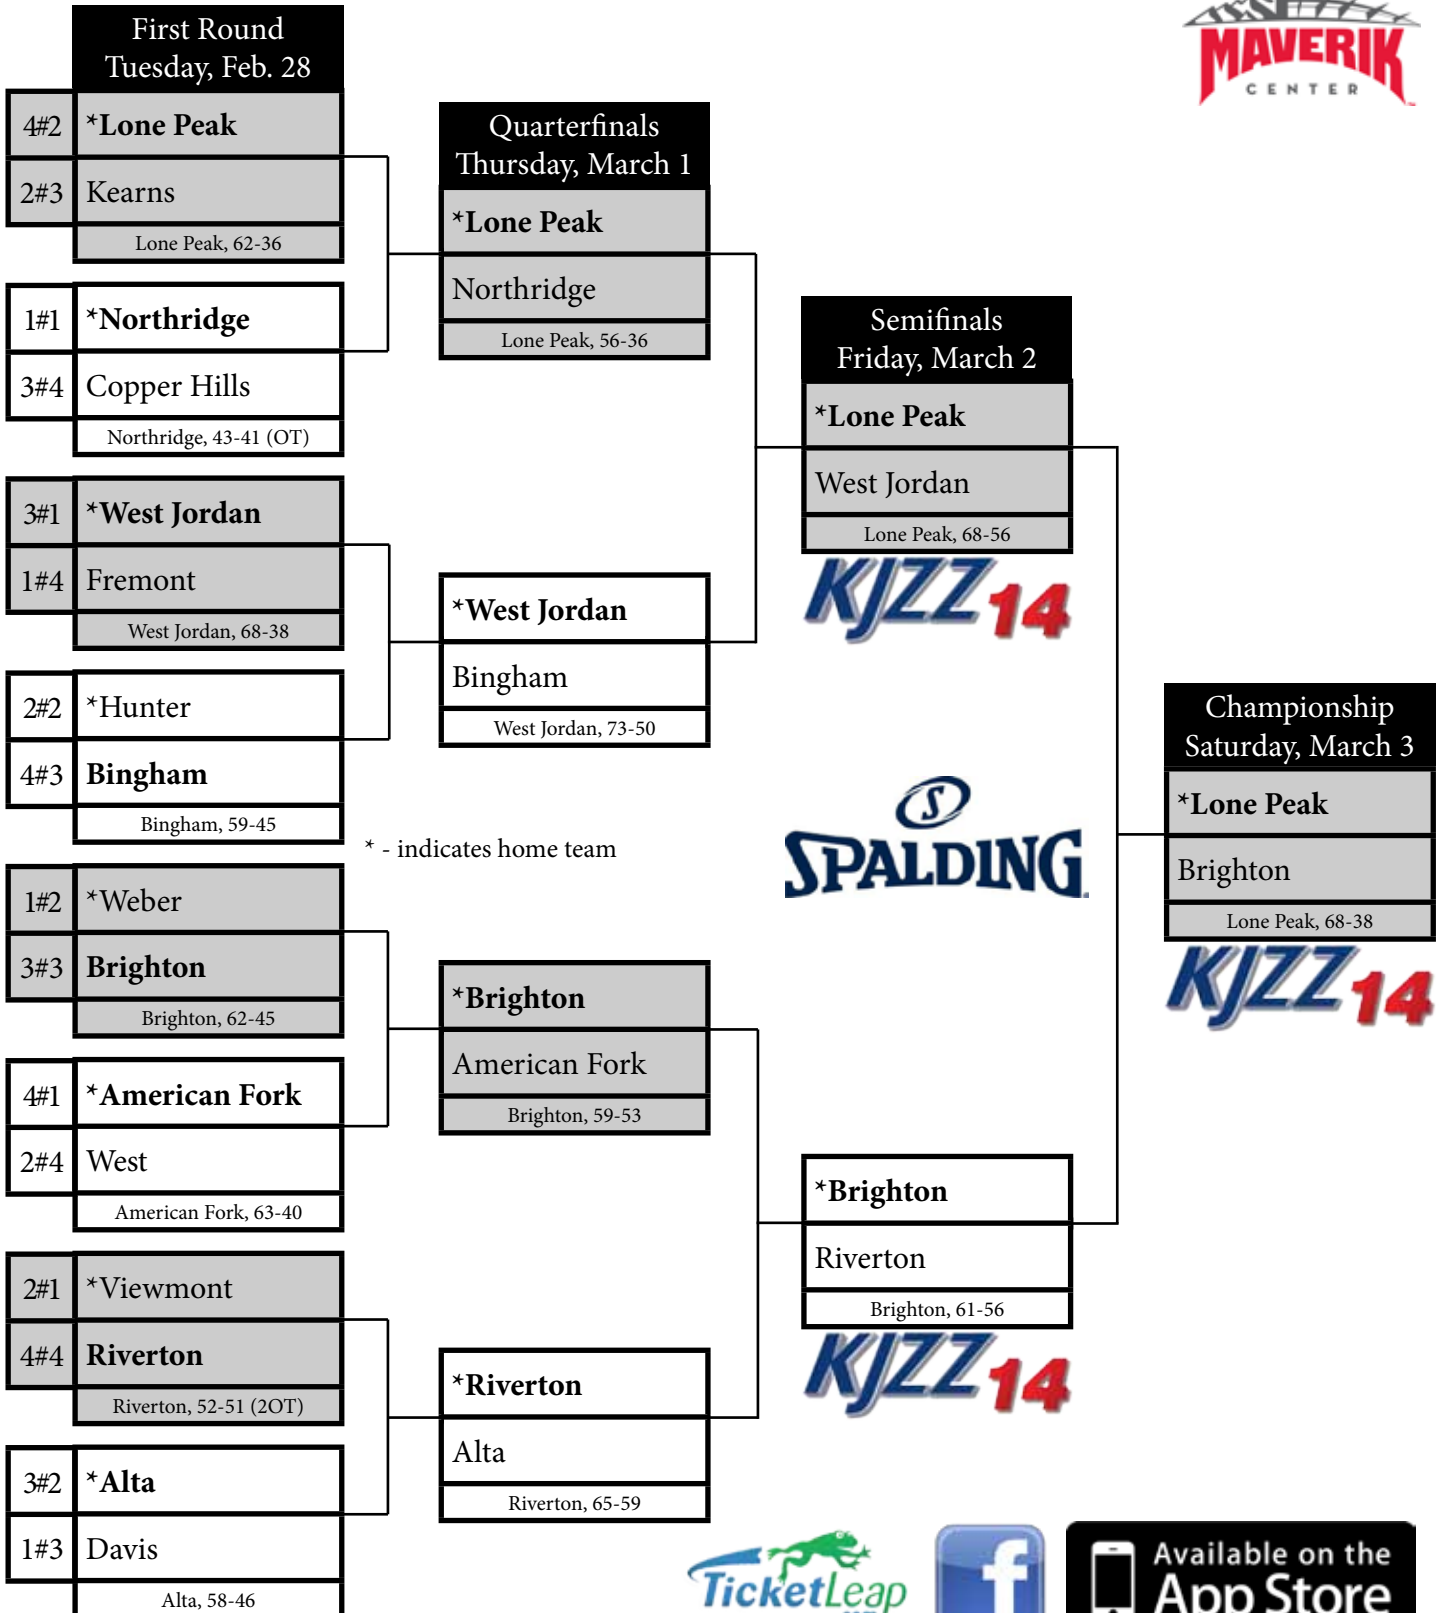 MAVERIK
CENTER
First Round
Tuesday, Feb. 28
4#2 *Lone Peak
2#3 Kearns
Lone Peak, 62-36
1#1 *Northridge
3#4 Copper Hills
Northridge, 43-41 (OT)
3#1 *West Jordan
1#4 Fremont
West Jordan, 68-38
2#2 *Hunter
4#3 Bingham
Bingham, 59-45
* - indicates home team
1#2 *Weber
3#3 Brighton
Brighton, 62-45
4#1 *American Fork
2#4 West
American Fork, 63-40
2#1 *Viewmont
4#4 Riverton
Riverton, 52-51 (2OT)
3#2 *Alta
1#3 Davis
Alta, 58-46
Quarterfinals
Thursday, March 1
*Lone Peak
Northridge
Lone Peak, 56-36
*West Jordan
Bingham
West Jordan, 73-50
*Brighton
American Fork
Brighton, 59-53
*Riverton
Alta
Riverton, 65-59
Semifinals
Friday, March 2
*Lone Peak
West Jordan
Lone Peak, 68-56
KJZZ 14
SPALDING
*Brighton
Riverton
Brighton, 61-56
KJZZ 14
Championship
Saturday, March 3
*Lone Peak
Brighton
Lone Peak, 68-38
KJZZ 14
TicketLeap
f
Available on the
App Store